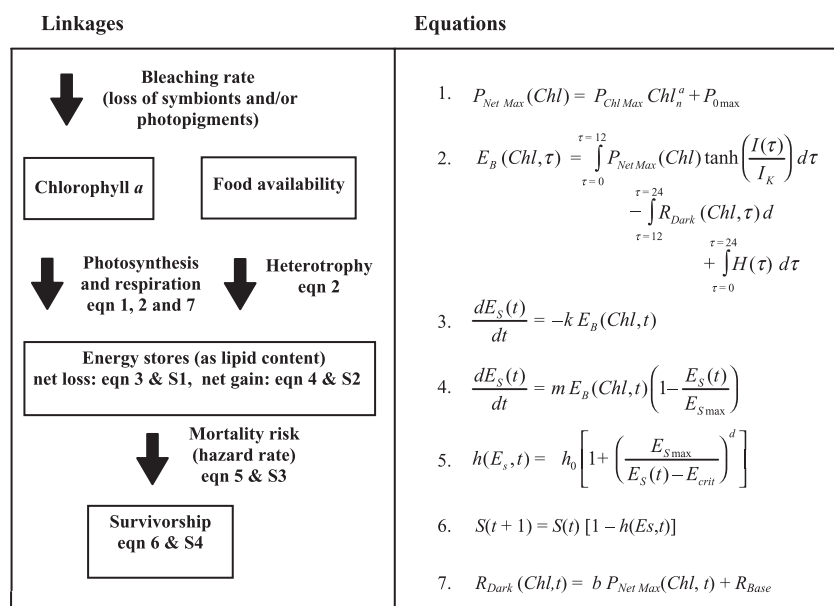 Linkages
Bleaching rate
(loss of symbionts and/or
photopigments)
Chlorophyll a
Food availability
Photosynthesis
and respiration
eqn 1, 2 and 7
Heterotrophy
eqn 2
Energy stores (as lipid content)
net loss: eqn 3 & S1, net gain: eqn 4 & S2
Mortality risk
(hazard rate)
eqn 5 & S3
Survivorship
eqn 6 & S4
Equations
1. P_{Net Max}(Chl) = P_{Chl Max} Chl_n^a + P_{0max}
2. E_B(Chl,τ) = ∫_{τ=0}^{τ=12} P_{Net Max}(Chl) tanh(I(τ)/I_K) dτ
− ∫_{τ=12}^{τ=24} R_{Dark}(Chl,τ) d
+ ∫_{τ=0}^{τ=24} H(τ) dτ
3. dE_S(t)/dt = −k E_B(Chl,t)
4. dE_S(t)/dt = m E_B(Chl,t)(1 − E_S(t)/E_{Smax})
5. h(E_s,t) = h_0[1+(E_{Smax}/(E_S(t)−E_{crit}))^d]
6. S(t + 1) = S(t) [1 – h(Es,t)]
7. R_{Dark}(Chl,t) = b P_{Net Max}(Chl, t) + R_{Base}